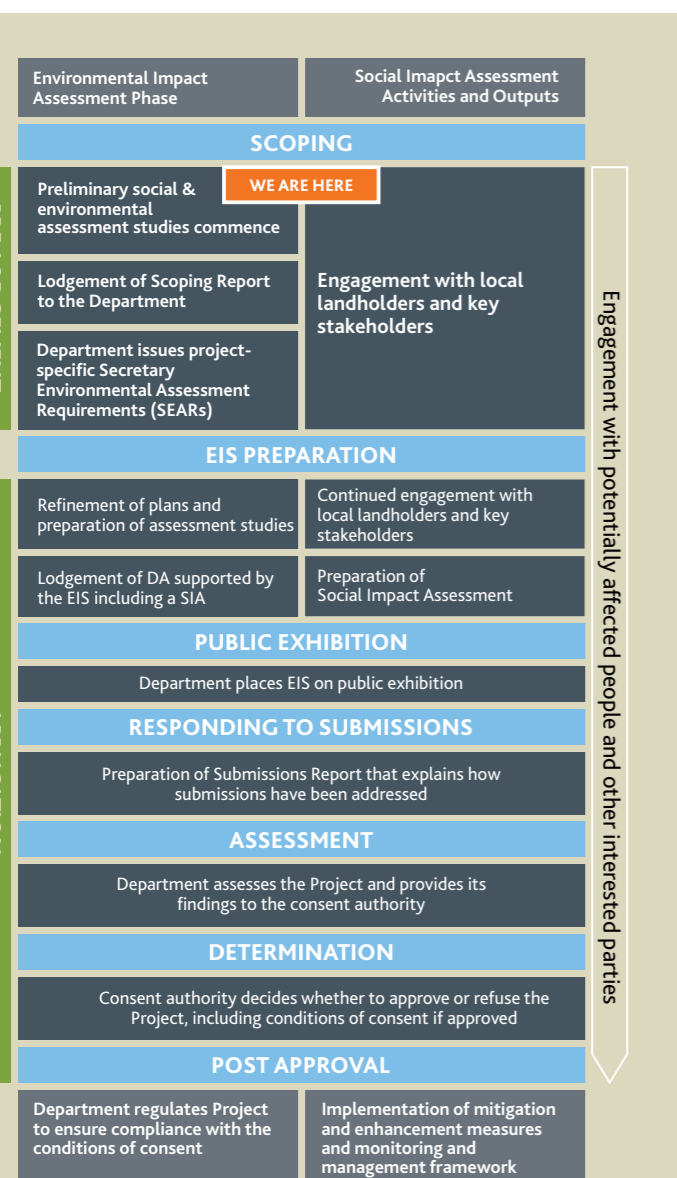 Environmental Impact
Assessment Phase
Social Imapct Assessment
Activities and Outputs
SCOPING
WE ARE HERE
Preliminary social &
environmental
assessment studies commence
Lodgement of Scoping Report
to the Department
Department issues project-
specific Secretary
Environmental Assessment
Requirements (SEARs)
Engagement with local
landholders and key
stakeholders
EIS PREPARATION
Refinement of plans and
preparation of assessment studies
Continued engagement with
local landholders and key
stakeholders
Lodgement of DA supported by
the EIS including a SIA
Preparation of
Social Impact Assessment
PUBLIC EXHIBITION
Department places EIS on public exhibition
RESPONDING TO SUBMISSIONS
Preparation of Submissions Report that explains how
submissions have been addressed
ASSESSMENT
Department assesses the Project and provides its
findings to the consent authority
DETERMINATION
Consent authority decides whether to approve or refuse the
Project, including conditions of consent if approved
POST APPROVAL
Department regulates Project
to ensure compliance with the
conditions of consent
Implementation of mitigation
and enhancement measures
and monitoring and
management framework
Engagement with potentially affected people and other interested parties